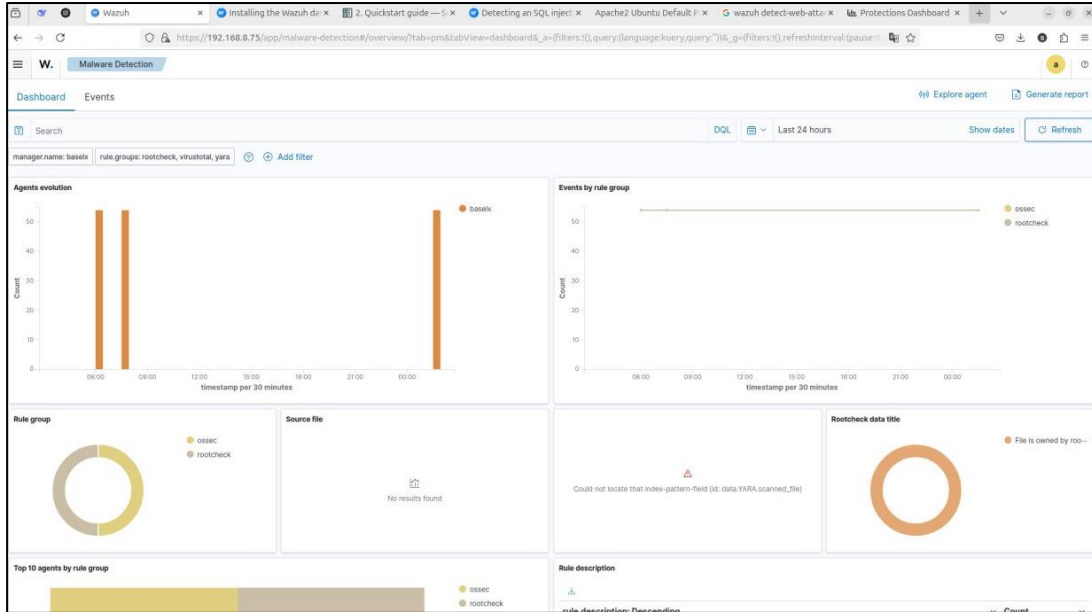 Wazuh
Installing the Wazuh da
2. Quickstart guide — S
Detecting an SQL inject
Apache2 Ubuntu Default P
wazuh detect-web-atta
Protections Dashboard
https://192.168.8.75/app/malware-detection#/overview/?tab=pm&tabView=dashboard&_a=(filters:!(),query:(language:kuery,query:''))&_g=(filters:!(),refreshInterval:(pause:
W.
Malware Detection
a
Dashboard
Events
Explore agent
Generate report
Search
DQL
Last 24 hours
Show dates
Refresh
manager.name: baselx
rule.groups: rootcheck, virustotal, yara
Add filter
Agents evolution
50
40
30
20
10
0
Count
06:00 09:00 12:00 15:00 18:00 21:00 00:00
timestamp per 30 minutes
baselx
Events by rule group
50
40
30
20
10
0
Count
06:00 09:00 12:00 15:00 18:00 21:00 00:00
timestamp per 30 minutes
ossec
rootcheck
Rule group
ossec
rootcheck
Source file
No results found
Could not locate that index-pattern-field (id: data.YARA.scanned_file)
Rootcheck data title
File is owned by roo...
Top 10 agents by rule group
ossec
rootcheck
Rule description
rule.description: Descending
Count